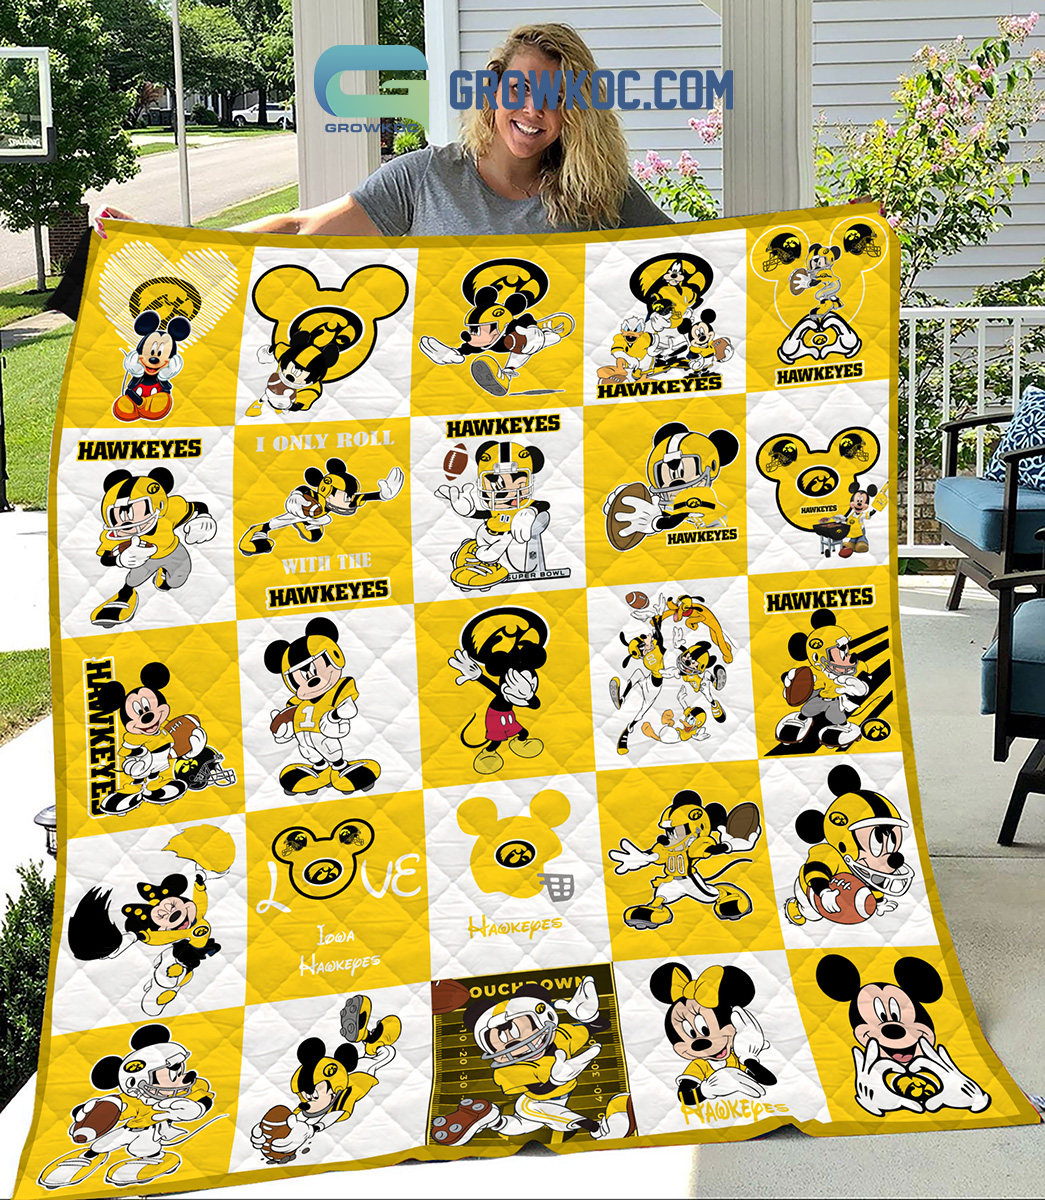 GROWKOC.COM
GROWKOC
SPALDING
HAWKEYES
HAWKEYES
HAWKEYES
I ONLY ROLL
WITH THE
HAWKEYES
HAWKEYES
SUPER BOWL
HAWKEYES
HAWKEYES
HAWKEYES
1
HAWKEYES
LOVE
Iowa
Hawkeyes
Hawkeyes
TOUCHDOWN
Hawkeyes